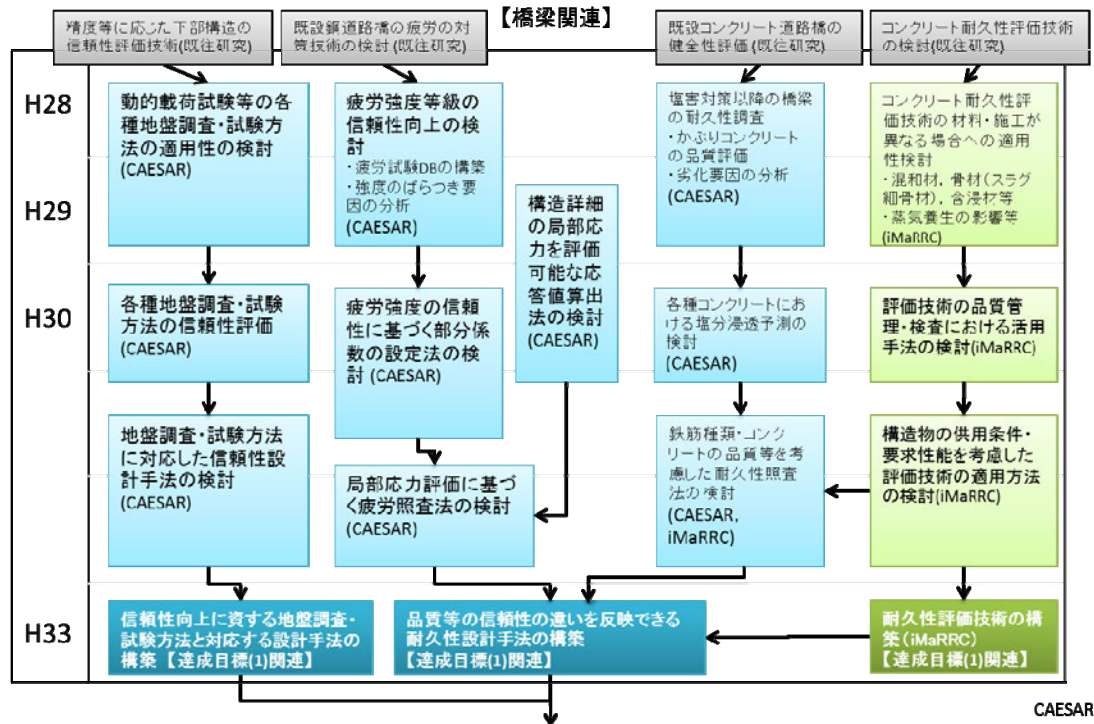 【橋梁関連】
精度等に応じた下部構造の
信頼性評価技術(既往研究)
既設鋼道路橋の疲労の対
策技術の検討(既往研究)
既設コンクリート道路橋の
健全性評価(既往研究)
コンクリート耐久性評価技術
の検討(既往研究)
H28
H29
H30
H33
動的載荷試験等の各
種地盤調査・試験方
法の適用性の検討
(CAESAR)
各種地盤調査・試験
方法の信頼性評価
(CAESAR)
地盤調査・試験方法
に対応した信頼性設
計手法の検討
(CAESAR)
疲労強度等級の
信頼性向上の検
討
・疲労試験DBの構築
・強度のばらつき要
因の分析
(CAESAR)
疲労強度の信頼
性に基づく部分係
数の設定法の検
討 (CAESAR)
局部応力評価に基づ
く疲労照査法の検討
(CAESAR)
構造詳細
の局部応
力を評価
可能な応
答値算出
法の検討
(CAESAR)
塩害対策以降の橋梁
の耐久性調査
・かぶりコンクリート
の品質評価
・劣化要因の分析
(CAESAR)
各種コンクリートにお
ける塩分浸透予測の
検討
(CAESAR)
鉄筋種類・コンク
リートの品質等を考
慮した耐久性照査
法の検討
(CAESAR,
iMaRRC)
コンクリート耐久性評
価技術の材料・施工が
異なる場合への適用
性検討
・混和材，骨材(スラグ
細骨材)，含浸材等
・蒸気養生の影響等
(iMaRRC)
評価技術の品質管
理・検査における活用
手法の検討(iMaRRC)
構造物の供用条件・
要求性能を考慮した
評価技術の適用方法
の検討(iMaRRC)
信頼性向上に資する地盤調査・
試験方法と対応する設計手法の
構築 【達成目標(1)関連】
品質等の信頼性の違いを反映できる
耐久性設計手法の構築
【達成目標(1)関連】
耐久性評価技術の構
築(iMaRRC)
【達成目標(1)関連】
CAESAR